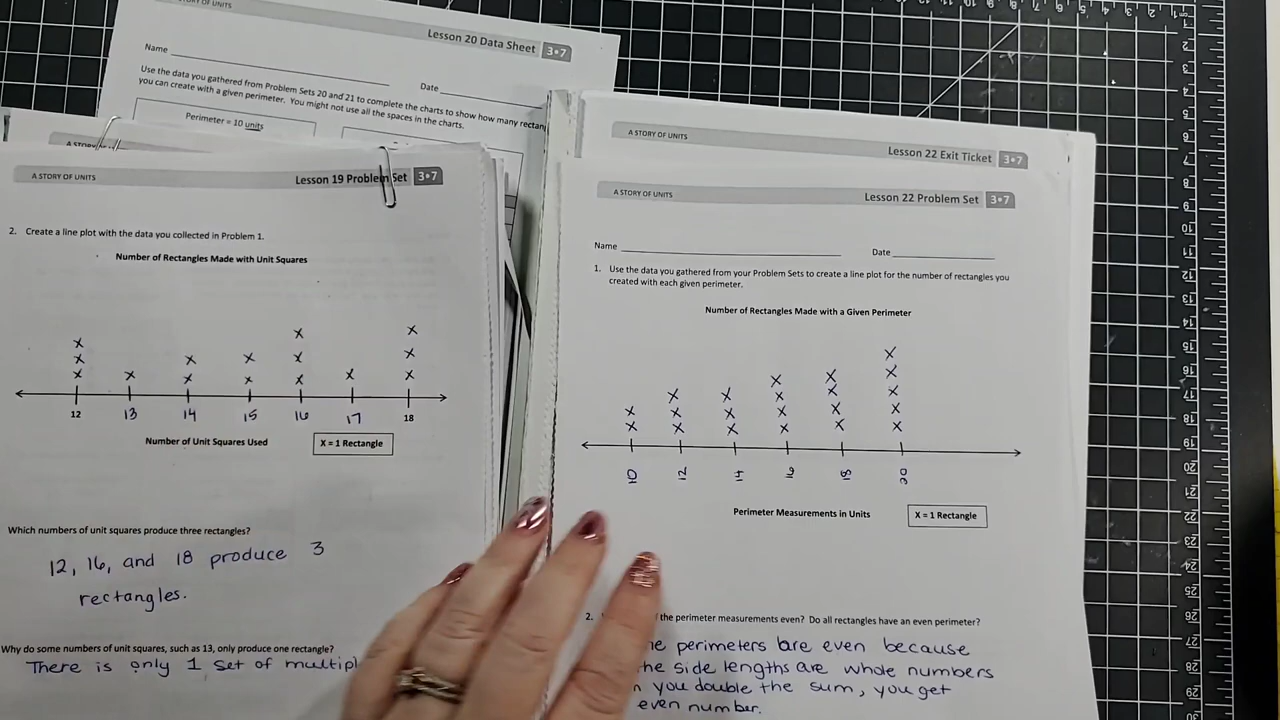 STORY OF UNITS
Lesson 20 Data Sheet 3•7
Name
Date
Use the data you gathered from Problem Sets 20 and 21 to complete the charts to show how many rectan
you can create with a given perimeter. You might not use all the spaces in the charts.
Perimeter = 10 units
A STORY
A STORY OF UNITS
Lesson 19 Problem Set 3•7
2. Create a line plot with the data you collected in Problem 1.
Number of Rectangles Made with Unit Squares
12 13 14 15 16 17 18
Number of Unit Squares Used
X = 1 Rectangle
Which numbers of unit squares produce three rectangles?
12, 16, and 18 produce 3
rectangles.
Why do some numbers of unit squares, such as 13, only produce one rectangle?
There is only 1 set of multipl
A STORY OF UNITS
Lesson 22 Exit Ticket 3•7
A STORY OF UNITS
Lesson 22 Problem Set 3•7
Name
Date
1. Use the data you gathered from your Problem Sets to create a line plot for the number of rectangles you
created with each given perimeter.
Number of Rectangles Made with a Given Perimeter
10 12 14 16 18 20
Perimeter Measurements in Units
X = 1 Rectangle
2. the perimeter measurements even? Do all rectangles have an even perimeter?
perimeters are even because
side lengths are whole numbers
you double the sum, you get
even number.